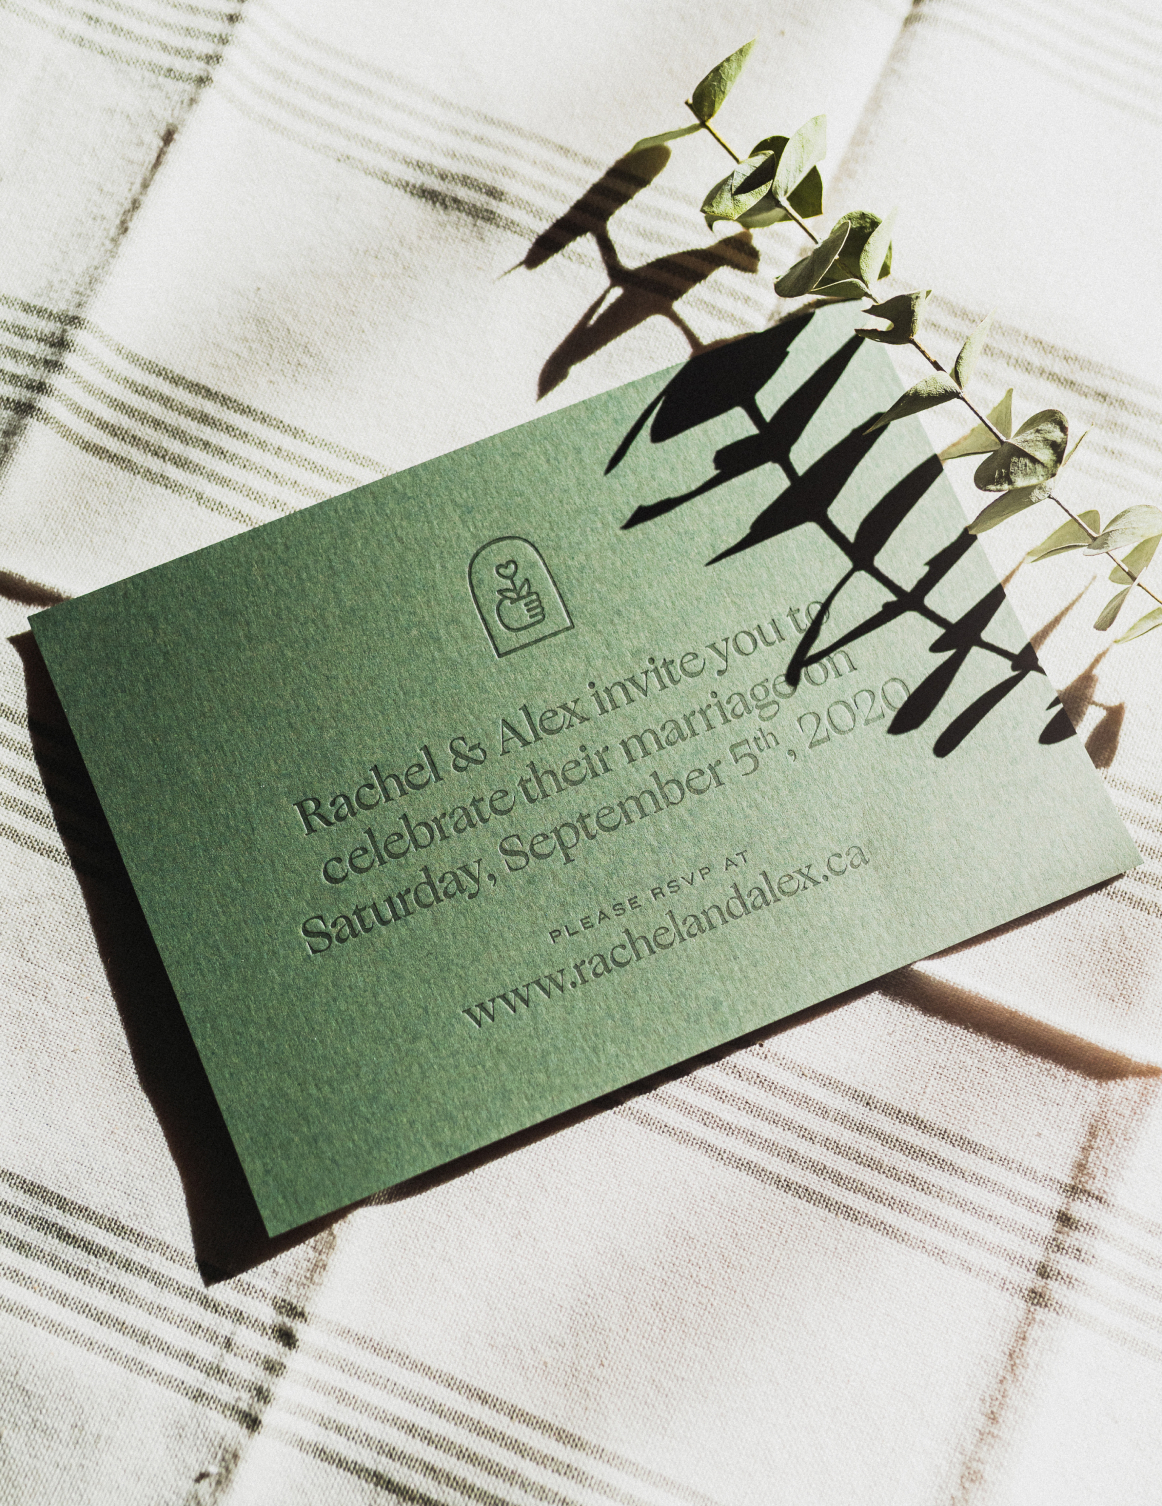 Rachel & Alex invite you to
celebrate their marriage on
Saturday, September 5th, 2020
PLEASE RSVP AT
www.rachelandalex.ca